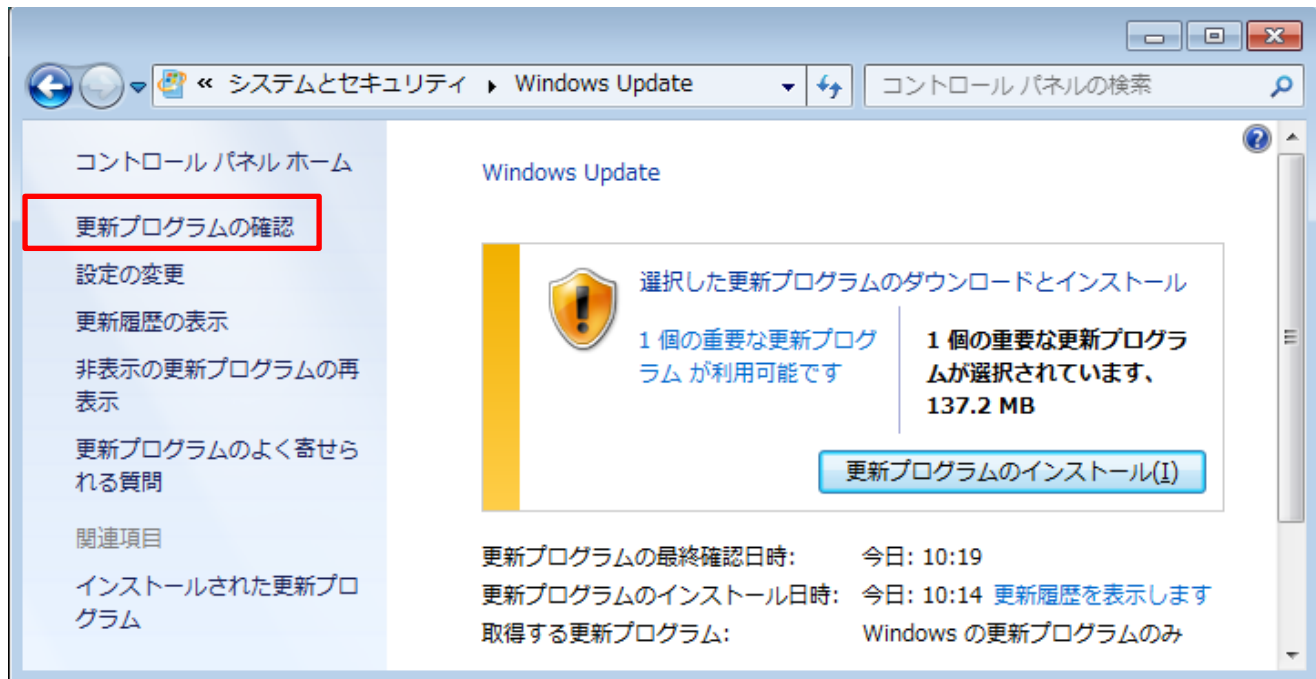 « システムとセキュリティ ▸ Windows Update
コントロール パネルの検索
コントロール パネル ホーム
更新プログラムの確認
設定の変更
更新履歴の表示
非表示の更新プログラムの再
表示
更新プログラムのよく寄せら
れる質問
関連項目
インストールされた更新プロ
グラム
Windows Update
選択した更新プログラムのダウンロードとインストール
1 個の重要な更新プログ
ラム が利用可能です
1 個の重要な更新プログラ
ムが選択されています、
137.2 MB
更新プログラムのインストール(I)
更新プログラムの最終確認日時: 今日: 10:19
更新プログラムのインストール日時: 今日: 10:14 更新履歴を表示します
取得する更新プログラム: Windows の更新プログラムのみ